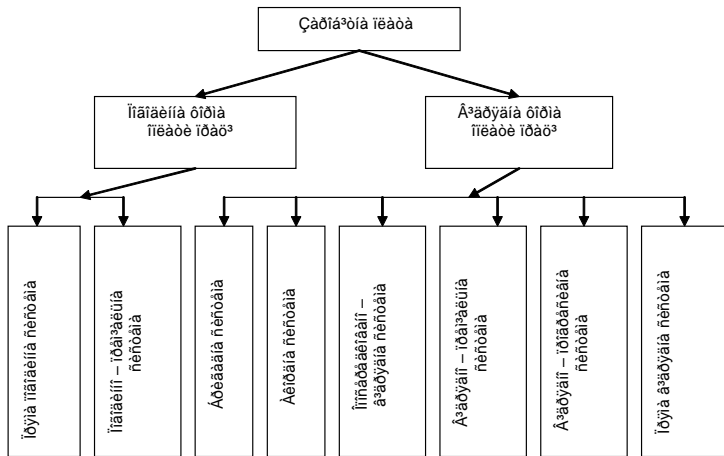 Çàðîá³òíà ïëàòà
Ïîãîäèííà ôîðìà
îïëàòè ïðàö³
Â³äðÿäíà ôîðìà
îïëàòè ïðàö³
Ïðÿìà ïîãîäèííà ñèñòåìà
Ïîãîäèííî – ïðåì³àëüíà
ñèñòåìà
Áðèãàäíà ñèñòåìà
Àêîðäíà ñèñòåìà
Îïîñåðåäêîâàíî –
â³äðÿäíà ñèñòåìà
Â³äðÿäíî – ïðåì³àëüíà
ñèñòåìà
Â³äðÿäíî – ïðîãðåñèâíà
ñèñòåìà
Ïðÿìà â³äðÿäíà ñèñòåìà